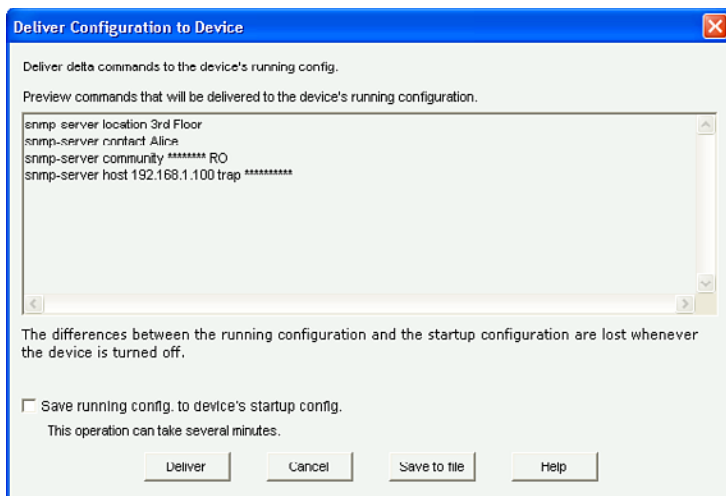 Deliver Configuration to Device
Deliver delta commands to the device's running config.
Preview commands that will be delivered to the device's running configuration.
snmp-server location 3rd Floor
snmp-server contact Alice
snmp-server community ******** RO
snmp-server host 192.168.1.100 trap **********
The differences between the running configuration and the startup configuration are lost whenever
the device is turned off.
Save running config. to device's startup config.
This operation can take several minutes.
Deliver Cancel Save to file Help